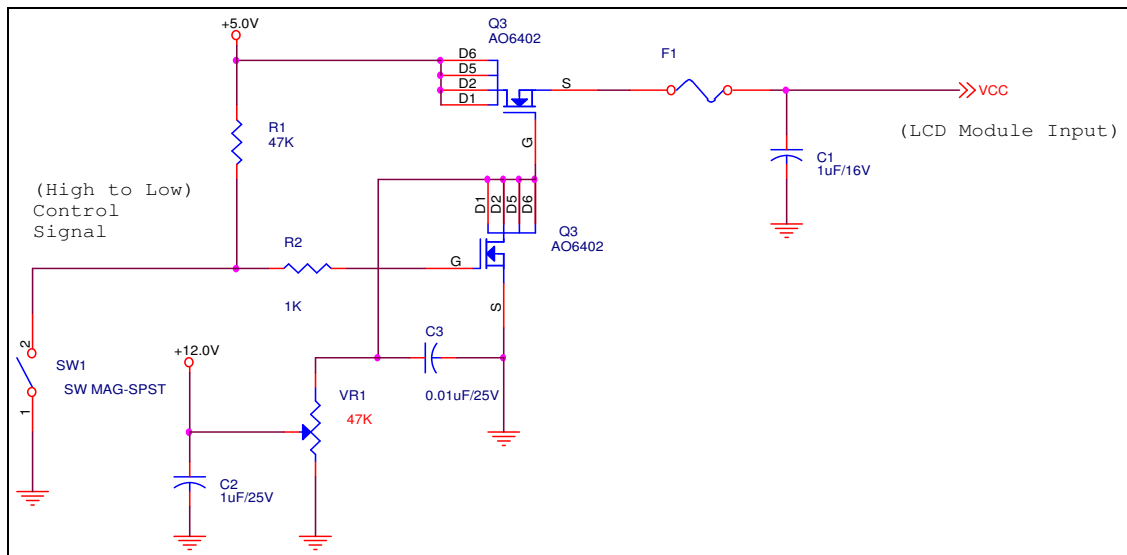 +5.0V
Q3
AO6402
D6
D5
D2
D1
S
G
F1
VCC
(LCD Module Input)
R1
47K
C1
1uF/16V
(High to Low)
Control
Signal
D1
D2
D5
D6
Q3
AO6402
R2
1K
G
S
C3
0.01uF/25V
2
SW1
SW MAG-SPST
1
+12.0V
VR1
47K
C2
1uF/25V